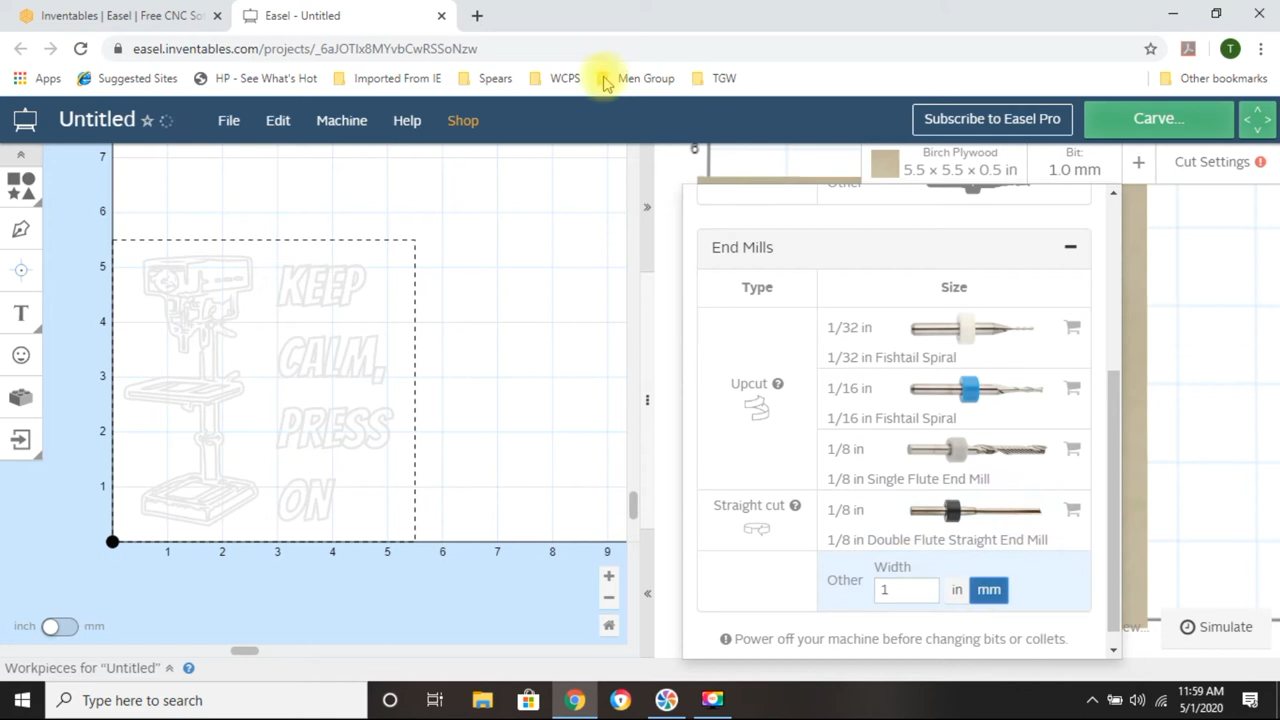 Inventables | Easel | Free CNC So
Easel - Untitled
easel.inventables.com/projects/_6aJOTIx8MYvbCwRSSoNzw
T
Apps
Suggested Sites
HP - See What's Hot
Imported From IE
Spears
WCPS
Men Group
TGW
Other bookmarks
Untitled
File
Edit
Machine
Help
Shop
Subscribe to Easel Pro
Carve...
Birch Plywood
5.5 × 5.5 × 0.5 in
Bit:
1.0 mm
Cut Settings
7
6
5
4
3
2
1
1 2 3 4 5 6 7 8 9
KEEP
CALM,
PRESS
ON
T
6
Other
End Mills
Type
Size
Upcut
1/32 in
1/32 in Fishtail Spiral
1/16 in
1/16 in Fishtail Spiral
1/8 in
1/8 in Single Flute End Mill
Straight cut
1/8 in
1/8 in Double Flute Straight End Mill
Other
Width
1
in
mm
Power off your machine before changing bits or collets.
ew...
Simulate
inch
mm
Workpieces for “Untitled”
Type here to search
11:59 AM
5/1/2020